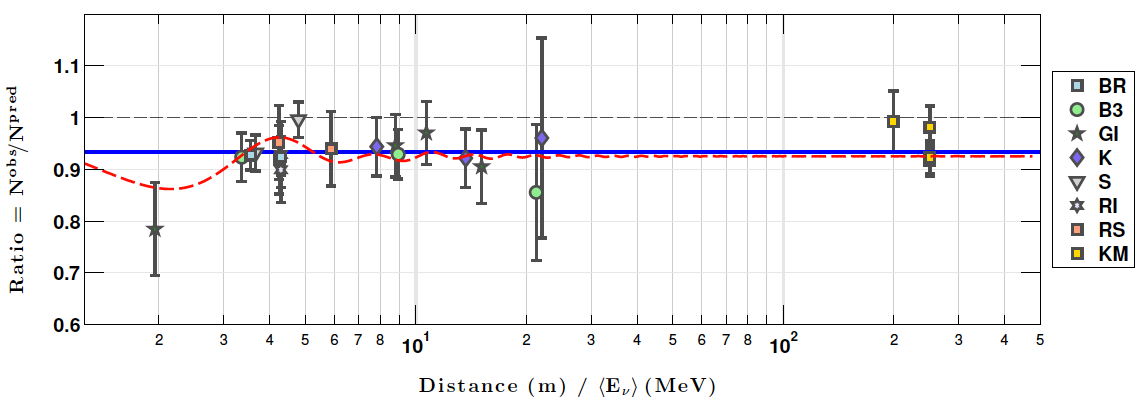 Ratio = N^obs/N^pred
1.1
1
0.9
0.8
0.7
0.6
2 3 4 5 6 7 8 10^1 2 3 4 5 6 7 8 10^2 2 3 4 5
Distance (m) / ⟨E_ν⟩ (MeV)
BR
B3
GI
K
S
RI
RS
KM